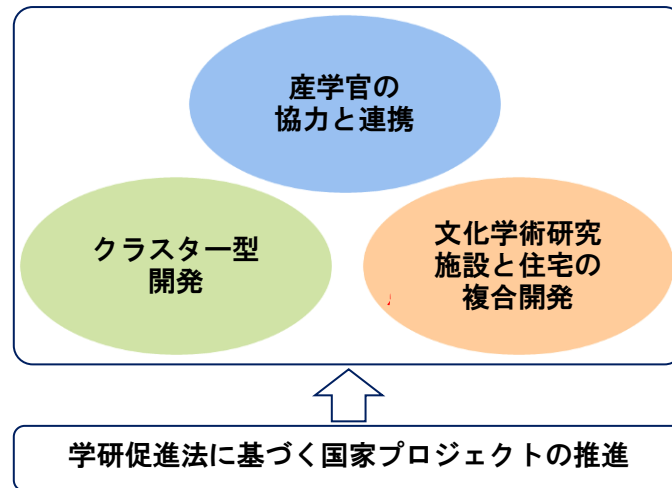 産学官の
協力と連携
クラスター型
開発
文化学術研究
施設と住宅の
複合開発
学研促進法に基づく国家プロジェクトの推進